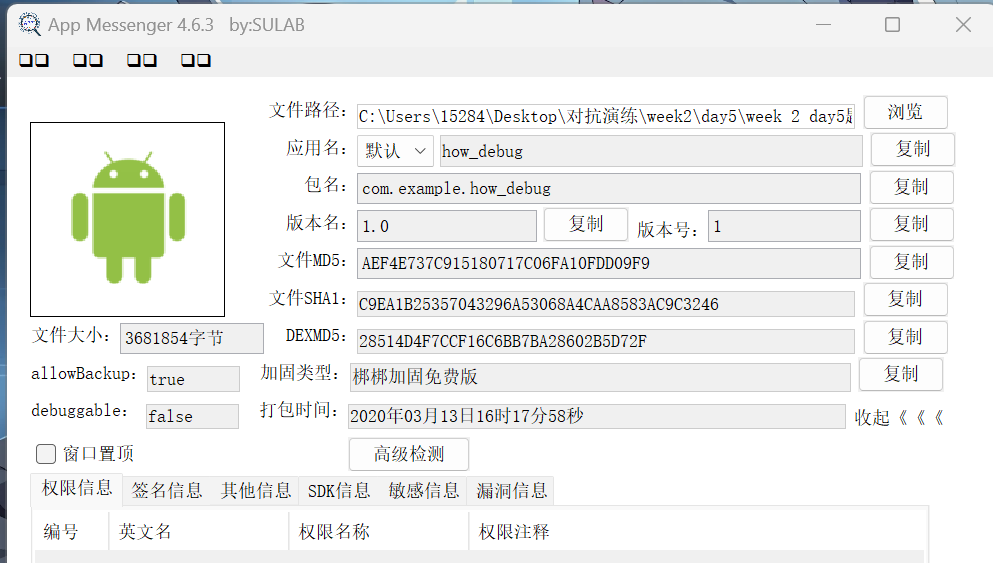 App Messenger 4.6.3 by:SULAB
文件路径: C:\Users\15284\Desktop\对抗演练\week2\day5\week 2 day5 浏览
应用名: 默认 how_debug 复制
包名: com.example.how_debug 复制
版本名: 1.0 复制 版本号: 1 复制
文件MD5: AEF4E737C915180717C06FA10FDD09F9 复制
文件SHA1: C9EA1B25357043296A53068A4CAA8583AC9C3246 复制
文件大小: 3681854字节 DEXMD5: 28514D4F7CCF16C6BB7BA28602B5D72F 复制
allowBackup: true 加固类型: 梆梆加固免费版 复制
debuggable: false 打包时间: 2020年03月13日16时17分58秒 收起《《《
窗口置顶 高级检测
权限信息 签名信息 其他信息 SDK信息 敏感信息 漏洞信息
编号 英文名 权限名称 权限注释